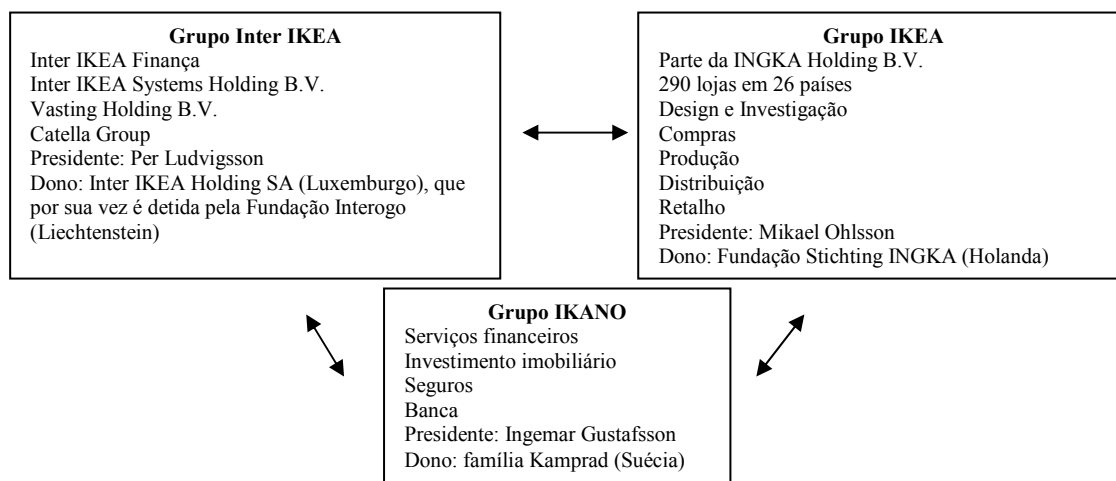 Grupo Inter IKEA
Inter IKEA Finança
Inter IKEA Systems Holding B.V.
Vasting Holding B.V.
Catella Group
Presidente: Per Ludvigsson
Dono: Inter IKEA Holding SA (Luxemburgo), que
por sua vez é detida pela Fundação Interogo
(Liechtenstein)
Grupo IKEA
Parte da INGKA Holding B.V.
290 lojas em 26 países
Design e Investigação
Compras
Produção
Distribuição
Retalho
Presidente: Mikael Ohlsson
Dono: Fundação Stichting INGKA (Holanda)
Grupo IKANO
Serviços financeiros
Investimento imobiliário
Seguros
Banca
Presidente: Ingemar Gustafsson
Dono: família Kamprad (Suécia)